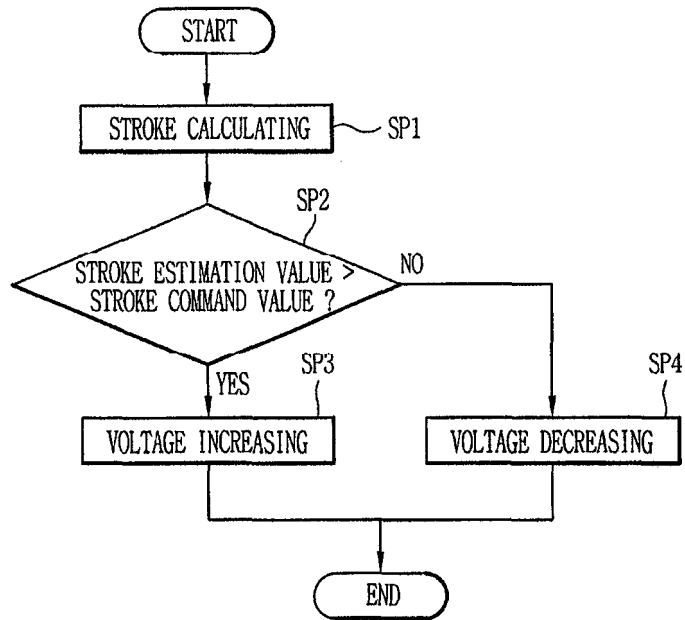 START
STROKE CALCULATING
SP1
SP2
STROKE ESTIMATION VALUE >
STROKE COMMAND VALUE ?
NO
YES
SP3
SP4
VOLTAGE INCREASING
VOLTAGE DECREASING
END